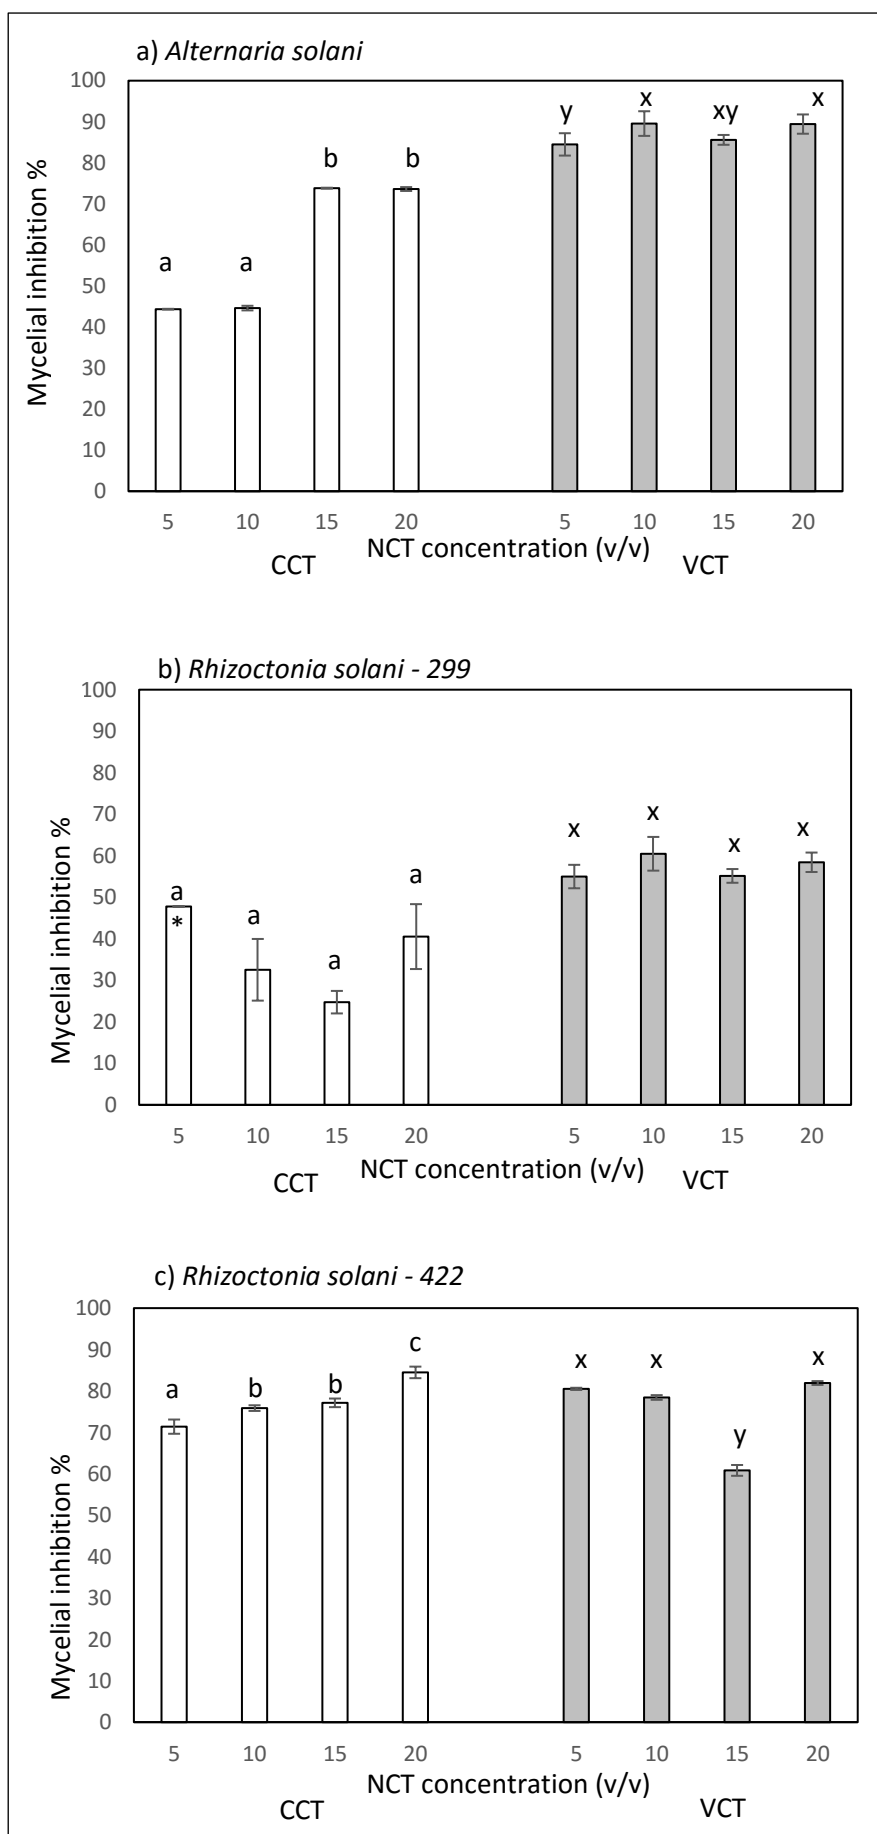 a) Alternaria solani
Mycelial inhibition %
100
90
80
70
60
50
40
30
20
10
0
a a b b y x xy x
5 10 15 20 5 10 15 20
NCT concentration (v/v)
CCT VCT
b) Rhizoctonia solani - 299
Mycelial inhibition %
100
90
80
70
60
50
40
30
20
10
0
a a a a x x x x
*
5 10 15 20 5 10 15 20
NCT concentration (v/v)
CCT VCT
c) Rhizoctonia solani - 422
Mycelial inhibition %
100
90
80
70
60
50
40
30
20
10
0
a b b c x x y x
5 10 15 20 5 10 15 20
NCT concentration (v/v)
CCT VCT